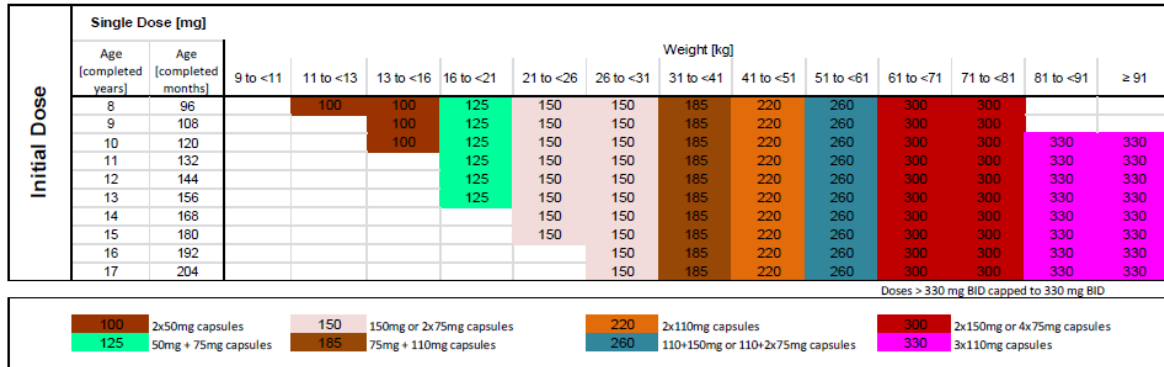 Initial Dose
Single Dose [mg]
Weight [kg]
Age [completed years] Age [completed months] 9 to <11 11 to <13 13 to <16 16 to <21 21 to <26 26 to <31 31 to <41 41 to <51 51 to <61 61 to <71 71 to <81 81 to <91 ≥ 91
8 96 100 100 125 150 150 185 220 260 300 300
9 108 100 125 150 150 185 220 260 300 300
10 120 100 125 150 150 185 220 260 300 300 330 330
11 132 125 150 150 185 220 260 300 300 330 330
12 144 125 150 150 185 220 260 300 300 330 330
13 156 125 150 150 185 220 260 300 300 330 330
14 168 150 150 185 220 260 300 300 330 330
15 180 150 150 185 220 260 300 300 330 330
16 192 150 185 220 260 300 300 330 330
17 204 150 185 220 260 300 300 330 330
Doses > 330 mg BID capped to 330 mg BID
100 2x50mg capsules 150 150mg or 2x75mg capsules 220 2x110mg capsules 300 2x150mg or 4x75mg capsules
125 50mg + 75mg capsules 185 75mg + 110mg capsules 260 110+150mg or 110+2x75mg capsules 330 3x110mg capsules